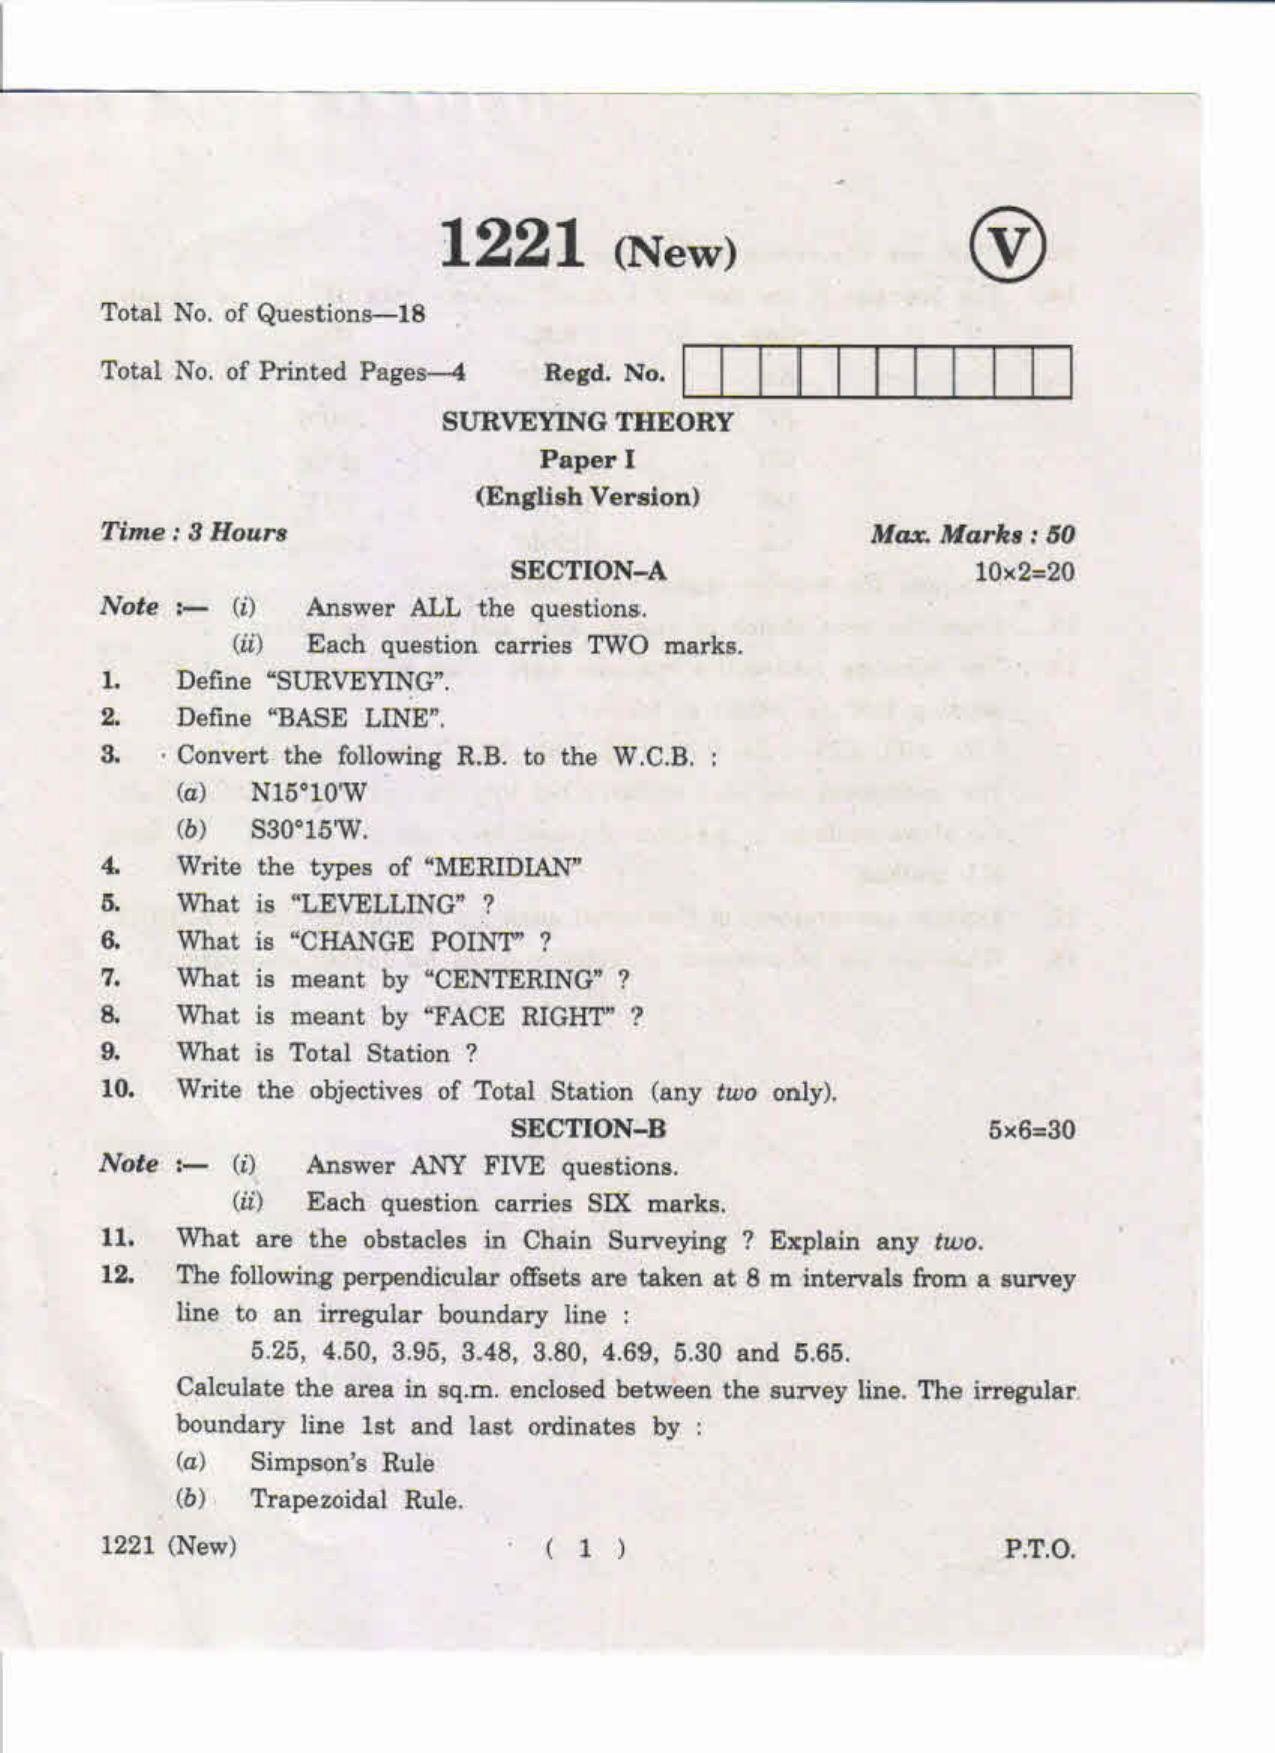 1221 (New) V
Total No. of Questions—18
Total No. of Printed Pages—4 Regd. No.
SURVEYING THEORY
Paper I
(English Version)
Time : 3 Hours Max. Marks : 50
SECTION–A 10×2=20
Note :— (i) Answer ALL the questions.
(ii) Each question carries TWO marks.
1. Define “SURVEYING”.
2. Define “BASE LINE”.
3. Convert the following R.B. to the W.C.B. :
(a) N15°10'W
(b) S30°15'W.
4. Write the types of “MERIDIAN”
5. What is “LEVELLING” ?
6. What is “CHANGE POINT” ?
7. What is meant by “CENTERING” ?
8. What is meant by “FACE RIGHT” ?
9. What is Total Station ?
10. Write the objectives of Total Station (any two only).
SECTION–B 5×6=30
Note :— (i) Answer ANY FIVE questions.
(ii) Each question carries SIX marks.
11. What are the obstacles in Chain Surveying ? Explain any two.
12. The following perpendicular offsets are taken at 8 m intervals from a survey
line to an irregular boundary line :
5.25, 4.50, 3.95, 3.48, 3.80, 4.69, 5.30 and 5.65.
Calculate the area in sq.m. enclosed between the survey line. The irregular
boundary line 1st and last ordinates by :
(a) Simpson's Rule
(b) Trapezoidal Rule.
1221 (New) ( 1 ) P.T.O.